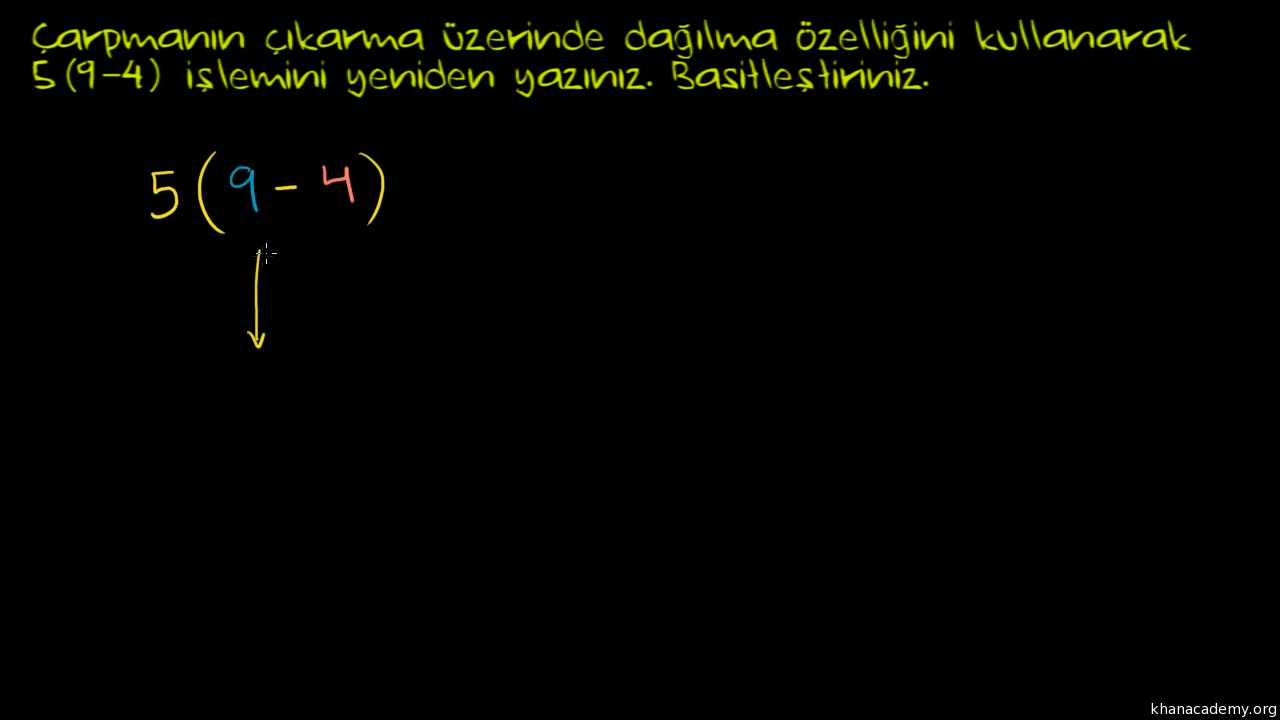 Çarpmanın çıkarma üzerinde dağılma özelliğini kullanarak
5(9-4) işlemini yeniden yazınız. Basitleştiriniz.
5(9-4)
khanacademy.org